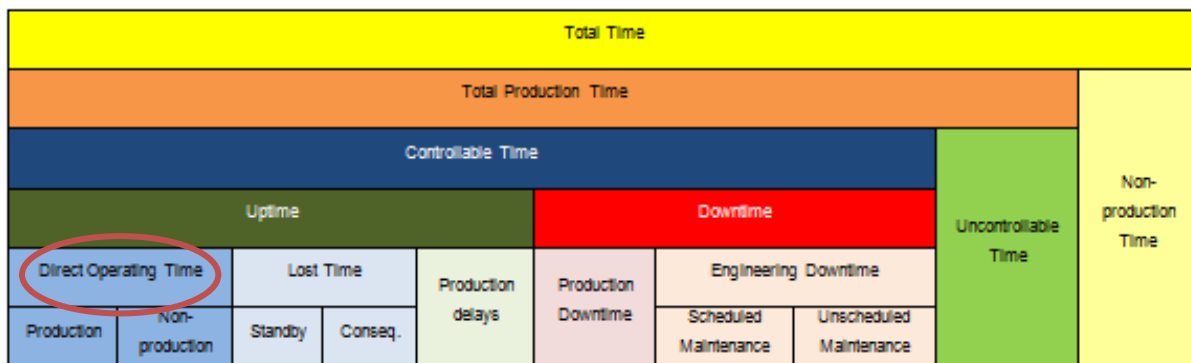 Total Time
Total Production Time
Controllable Time
Non-
production
Time
Uptime
Downtime
Uncontrollable
Time
Direct Operating Time
Lost Time
Production
delays
Production
Downtime
Engineering Downtime
Production
Non-
production
Standby
Conseq.
Scheduled
Maintenance
Unscheduled
Maintenance